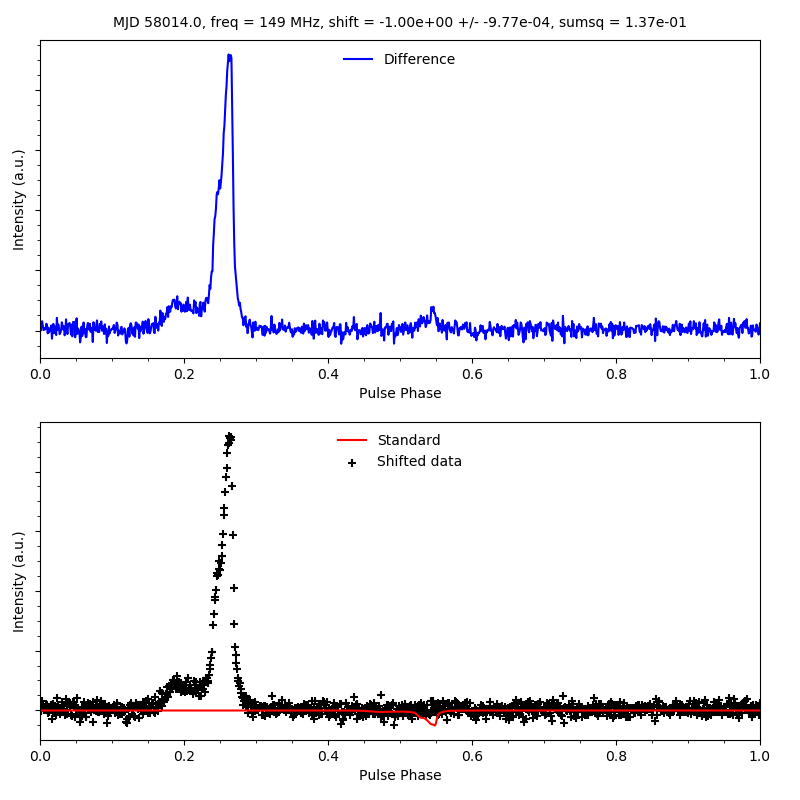 MJD 58014.0, freq = 149 MHz, shift = -1.00e+00 +/- -9.77e-04, sumsq = 1.37e-01
Difference
Intensity (a.u.)
0.0 0.2 0.4 0.6 0.8 1.0
Pulse Phase
Standard
Shifted data
Intensity (a.u.)
0.0 0.2 0.4 0.6 0.8 1.0
Pulse Phase